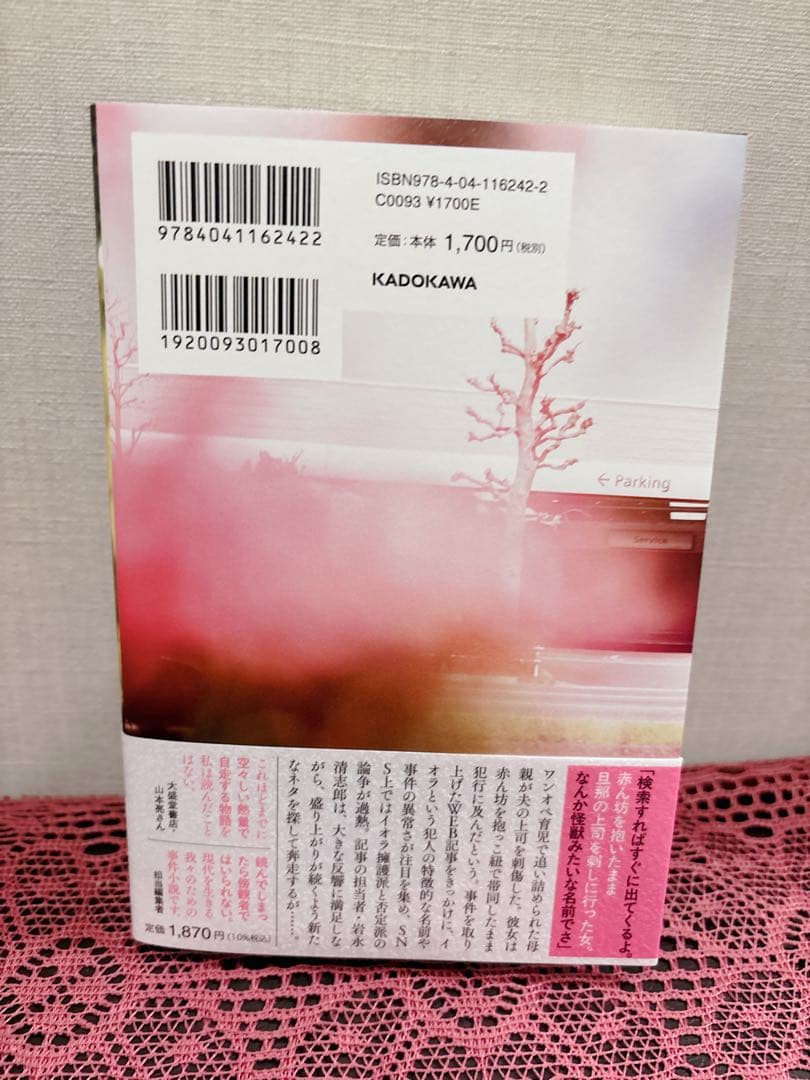 ISBN978-4-04-116242-2
C0093 ¥1700E
定価:本体 1,700円(税別)
KADOKAWA
9784041162422
1920093017008
← Parking
Service
「検索すればすぐに出てくるよ。
赤ん坊を抱いたまま
旦那の上司を刺しに行った女。
なんか怪獣みたいな名前でさ」
ワンオペ育児で追い詰められた母
親が夫の上司を刺傷した。彼女は
赤ん坊を抱っこ紐で帯同したまま
犯行に及んだという。事件を取り
上げたWEB記事をきっかけに、イ
オラという犯人の特徴的な名前や
事件の異常さが注目を集め、SN
S上ではイオラ擁護派と否定派の
論争が過熱。記事の担当者・岩永
清志郎は、大きな反響に満足しな
がら、盛り上がりが続くよう新た
なネタを探して奔走するが……。
これほどまでに
空々しい熱量で
自走する物語を
私は読んだこと
はない。
大盛堂書店・
山本亮さん
読んでしまっ
たら傍観者で
はいられない。
現代を生きる
我々のための
事件小説です。
担当編集者
定価 1,870円(10%税込)